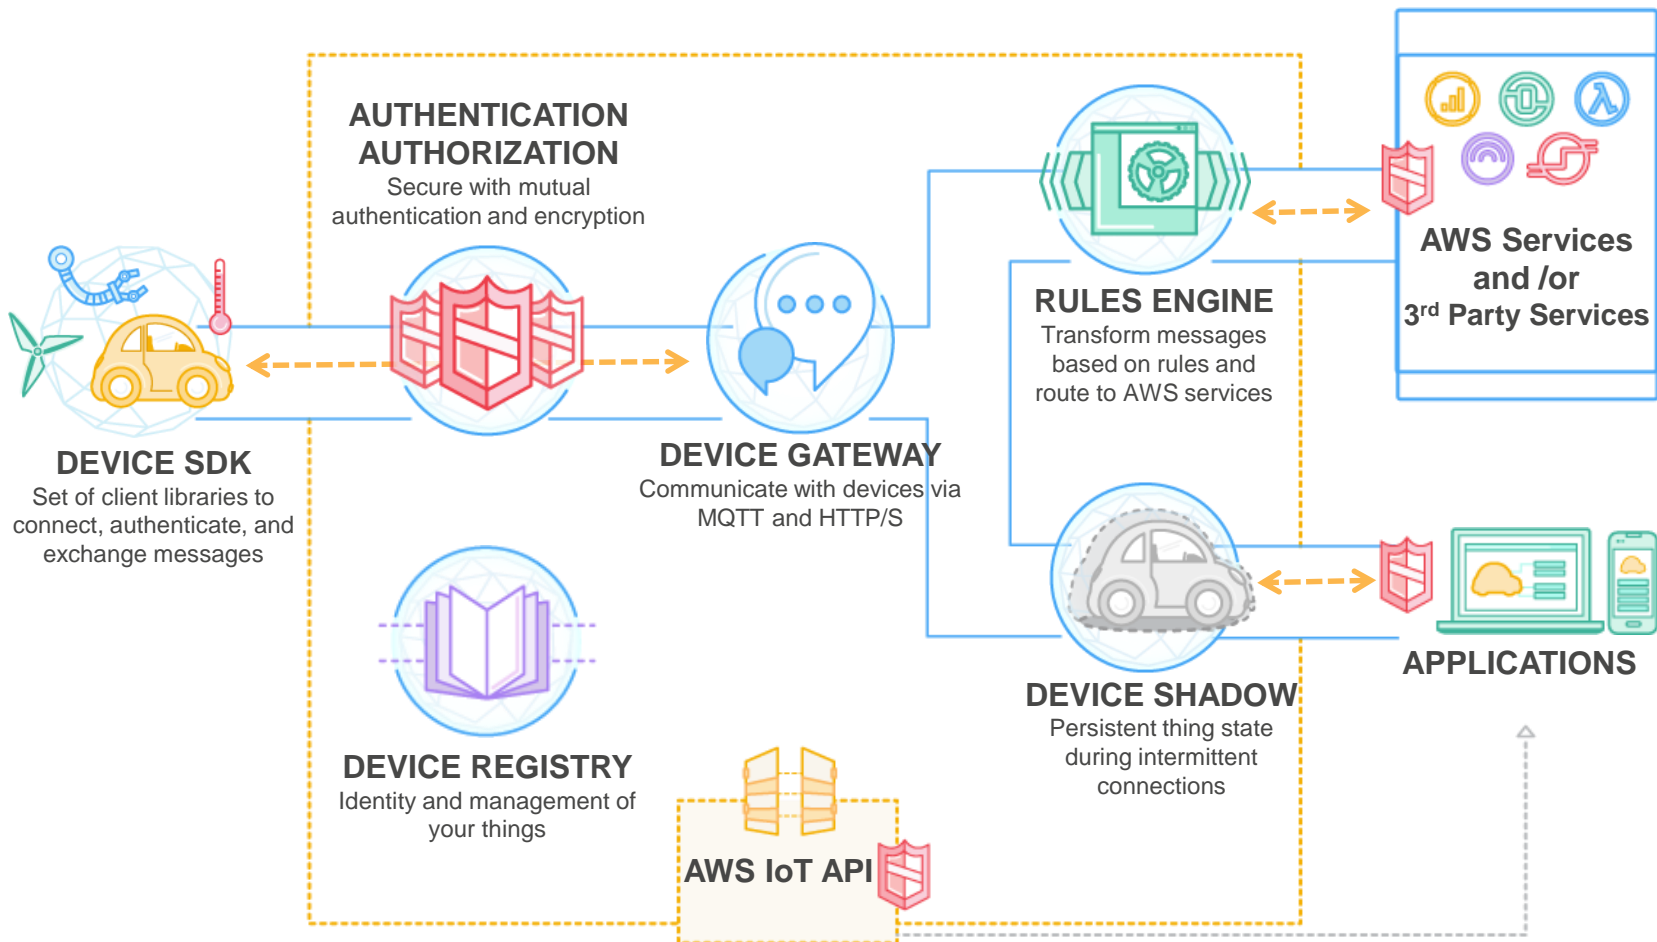 AUTHENTICATION
AUTHORIZATION
Secure with mutual
authentication and encryption
DEVICE SDK
Set of client libraries to
connect, authenticate, and
exchange messages
DEVICE GATEWAY
Communicate with devices via
MQTT and HTTP/S
RULES ENGINE
Transform messages
based on rules and
route to AWS services
AWS Services
and /or
3rd Party Services
DEVICE SHADOW
Persistent thing state
during intermittent
connections
APPLICATIONS
DEVICE REGISTRY
Identity and management of
your things
AWS IoT API